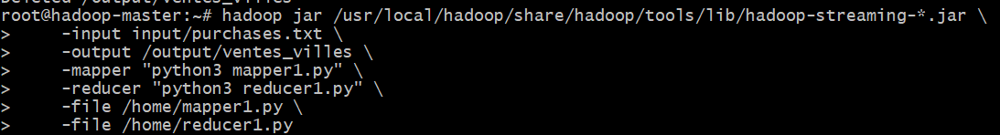 Deleted /output/ventes_villes
root@hadoop-master:~# hadoop jar /usr/local/hadoop/share/hadoop/tools/lib/hadoop-streaming-*.jar \
>     -input input/purchases.txt \
>     -output /output/ventes_villes \
>     -mapper "python3 mapper1.py" \
>     -reducer "python3 reducer1.py" \
>     -file /home/mapper1.py \
>     -file /home/reducer1.py